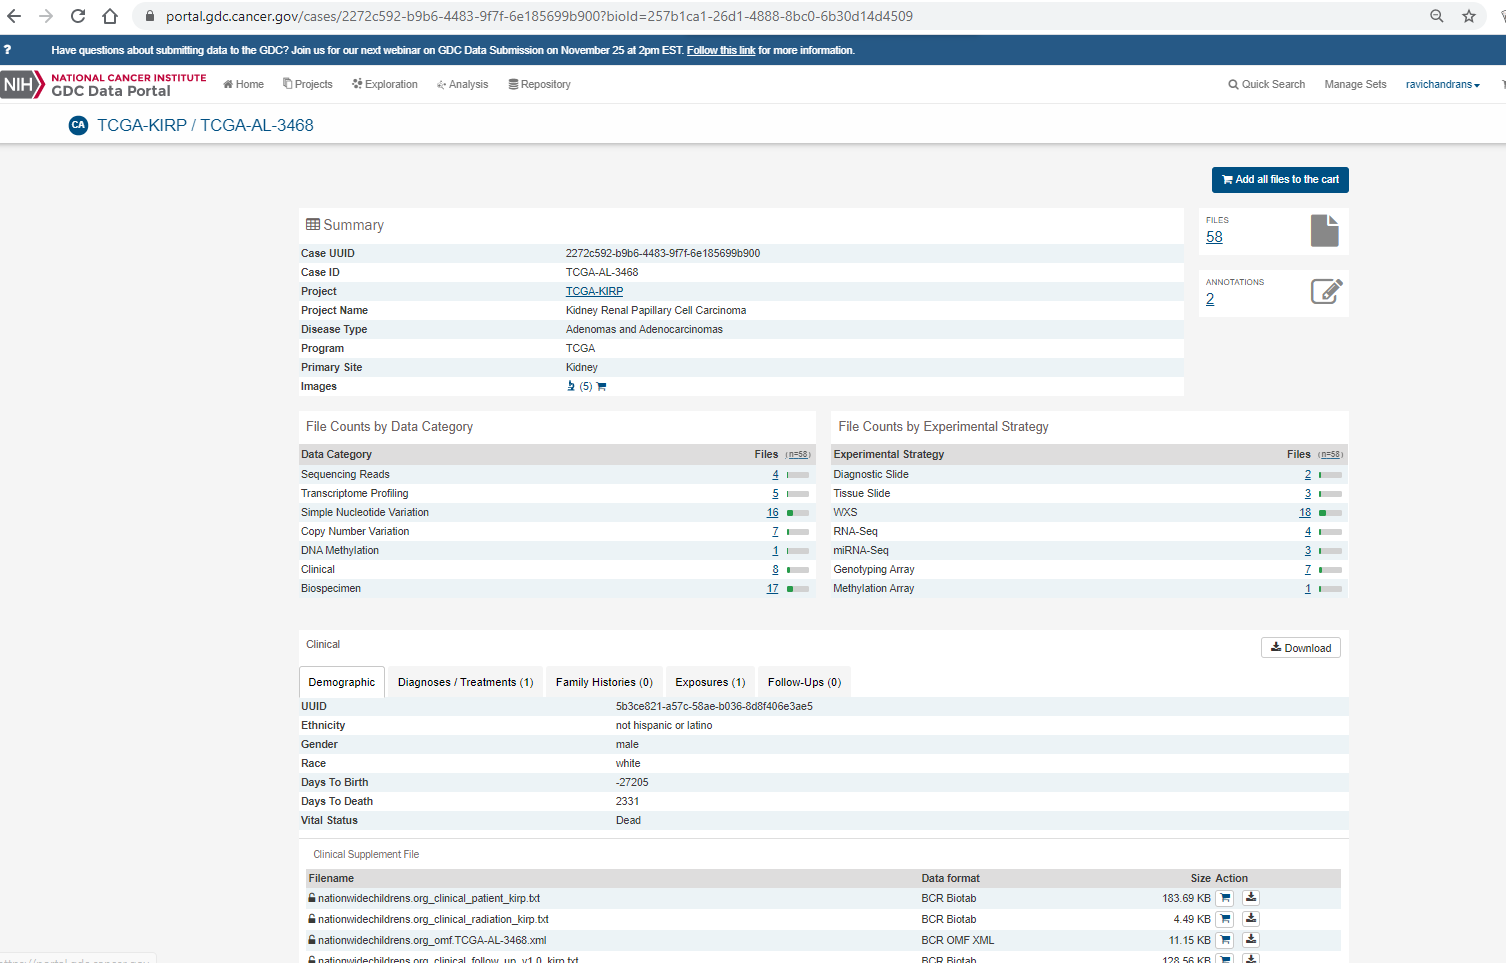 portal.gdc.cancer.gov/cases/2272c592-b9b6-4483-9f7f-6e185699b900?bioId=257b1ca1-26d1-4888-8bc0-6b30d14d4509
? Have questions about submitting data to the GDC? Join us for our next webinar on GDC Data Submission on November 25 at 2pm EST. Follow this link for more information.
NIH NATIONAL CANCER INSTITUTE
GDC Data Portal
Home Projects Exploration Analysis Repository Quick Search Manage Sets ravichandrans
CA TCGA-KIRP / TCGA-AL-3468
Add all files to the cart
Summary
Case UUID 2272c592-b9b6-4483-9f7f-6e185699b900
Case ID TCGA-AL-3468
Project TCGA-KIRP
Project Name Kidney Renal Papillary Cell Carcinoma
Disease Type Adenomas and Adenocarcinomas
Program TCGA
Primary Site Kidney
Images (5)
FILES
58
ANNOTATIONS
2
File Counts by Data Category
Data Category Files (n=58)
Sequencing Reads 4
Transcriptome Profiling 5
Simple Nucleotide Variation 16
Copy Number Variation 7
DNA Methylation 1
Clinical 8
Biospecimen 17
File Counts by Experimental Strategy
Experimental Strategy Files (n=58)
Diagnostic Slide 2
Tissue Slide 3
WXS 18
RNA-Seq 4
miRNA-Seq 3
Genotyping Array 7
Methylation Array 1
Clinical
Download
Demographic Diagnoses / Treatments (1) Family Histories (0) Exposures (1) Follow-Ups (0)
UUID 5b3ce821-a57c-58ae-b036-8d8f406e3ae5
Ethnicity not hispanic or latino
Gender male
Race white
Days To Birth -27205
Days To Death 2331
Vital Status Dead
Clinical Supplement File
Filename Data format Size Action
nationwidechildrens.org_clinical_patient_kirp.txt BCR Biotab 183.69 KB
nationwidechildrens.org_clinical_radiation_kirp.txt BCR Biotab 4.49 KB
nationwidechildrens.org_omf.TCGA-AL-3468.xml BCR OMF XML 11.15 KB
nationwidechildrens.org_clinical_follow_up_v1.0_kirp.txt BCR Biotab 128.56 KB